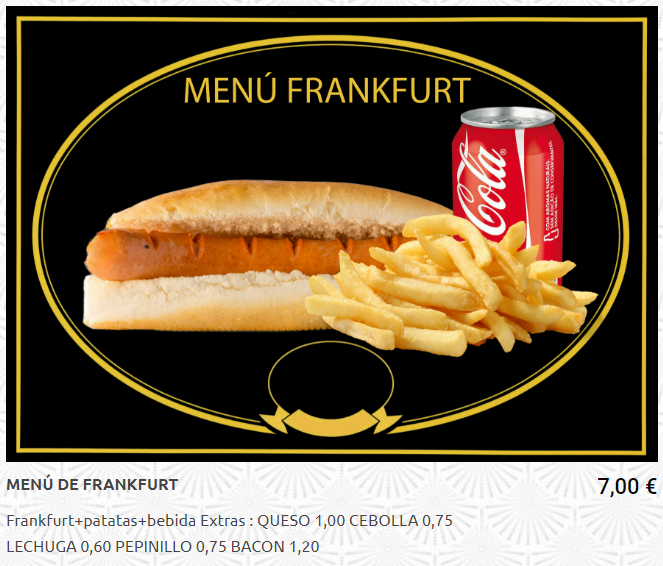 MENÚ FRANKFURT
Cola
MENÚ DE FRANKFURT
7,00 €
Frankfurt+patatas+bebida Extras : QUESO 1,00 CEBOLLA 0,75
LECHUGA 0,60 PEPINILLO 0,75 BACON 1,20